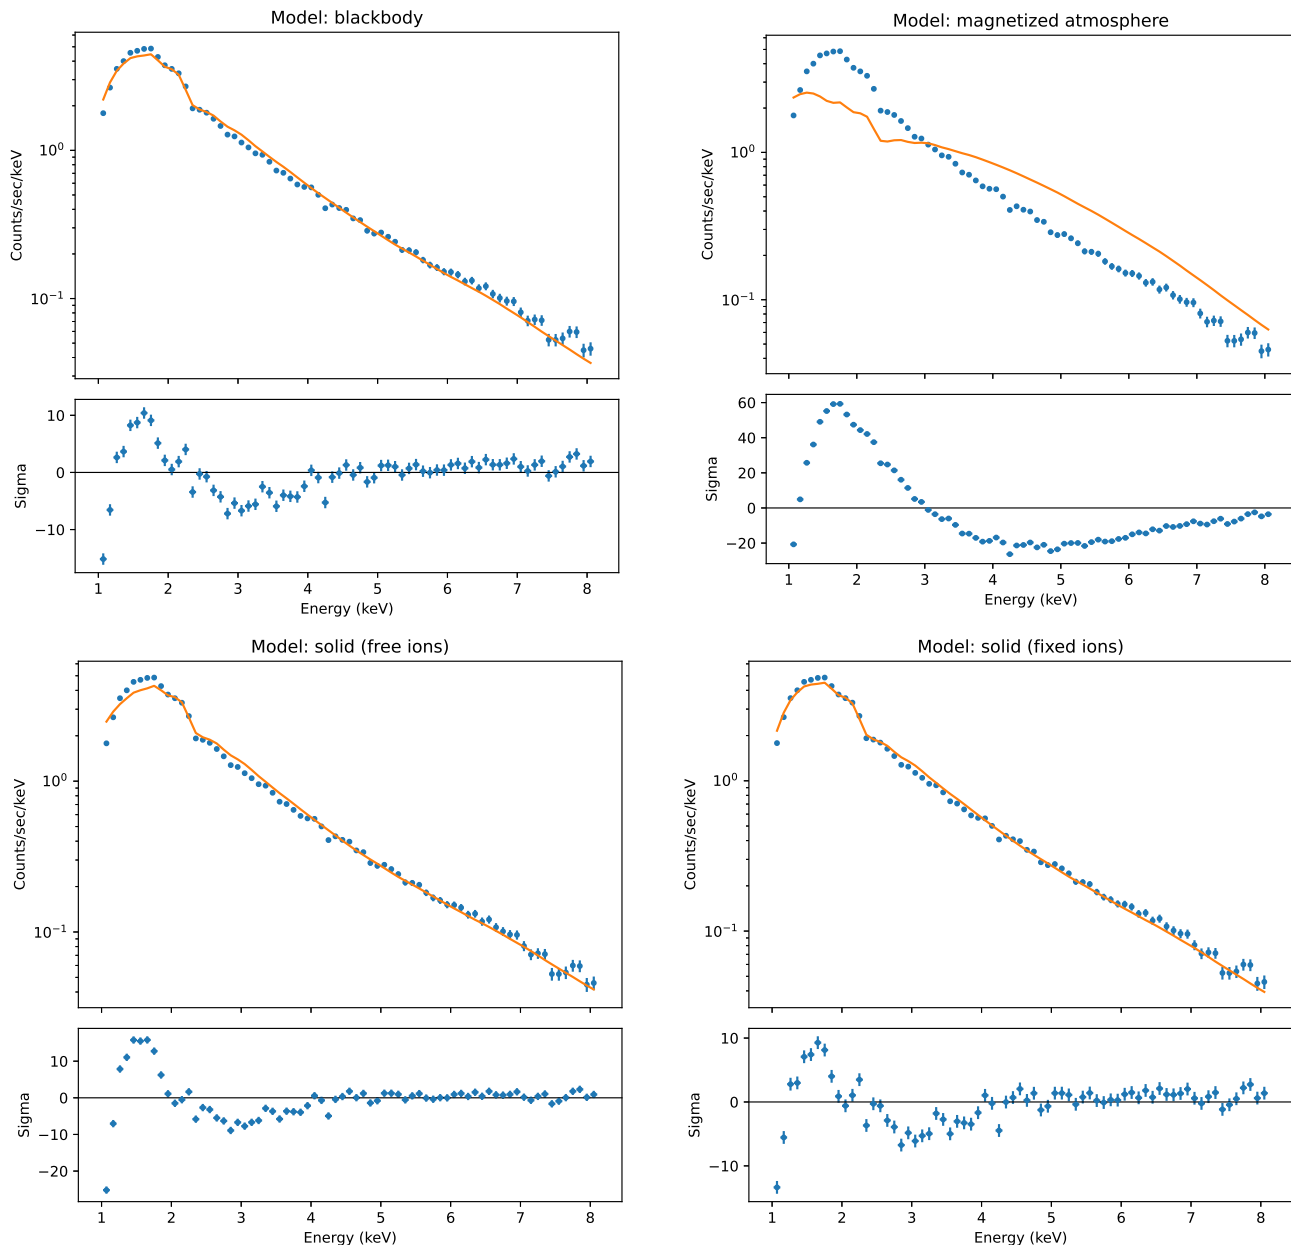 Model: blackbody
Counts/sec/keV
10⁰
10⁻¹
Sigma
10
0
−10
1 2 3 4 5 6 7 8
Energy (keV)
Model: magnetized atmosphere
Counts/sec/keV
10⁰
10⁻¹
Sigma
60
40
20
0
−20
1 2 3 4 5 6 7 8
Energy (keV)
Model: solid (free ions)
Counts/sec/keV
10⁰
10⁻¹
Sigma
10
0
−10
−20
1 2 3 4 5 6 7 8
Energy (keV)
Model: solid (fixed ions)
Counts/sec/keV
10⁰
10⁻¹
Sigma
10
0
−10
1 2 3 4 5 6 7 8
Energy (keV)